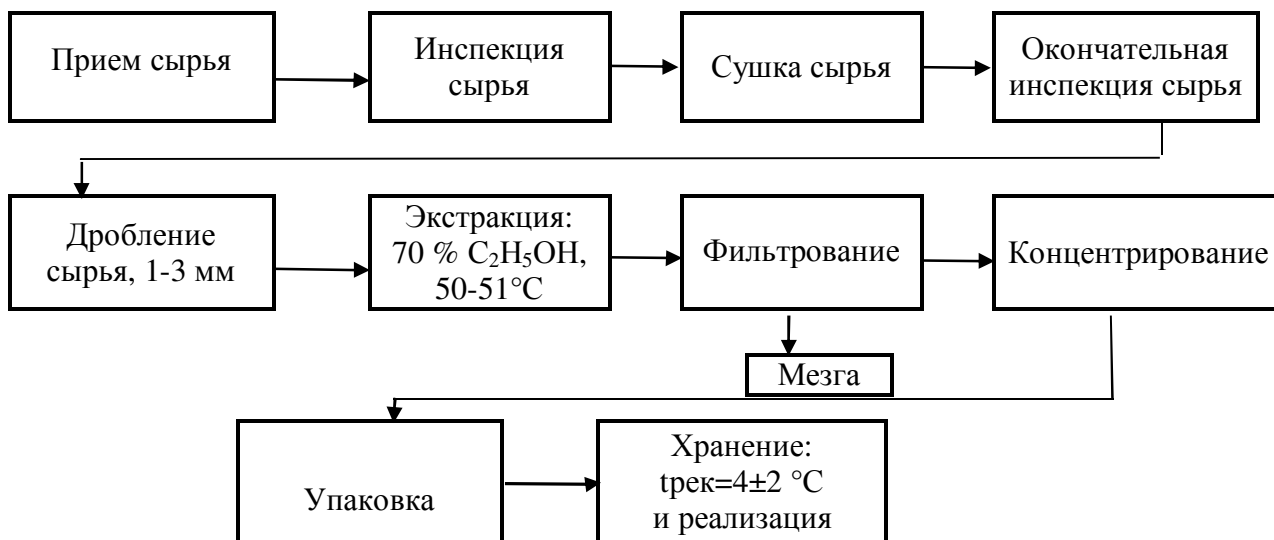 Прием сырья
Инспекция
сырья
Сушка сырья
Окончательная
инспекция сырья
Дробление
сырья, 1-3 мм
Экстракция:
70 % C₂H₅OH,
50-51°C
Фильтрование
Концентрирование
Мезга
Упаковка
Хранение:
tрек=4±2 °C
и реализация